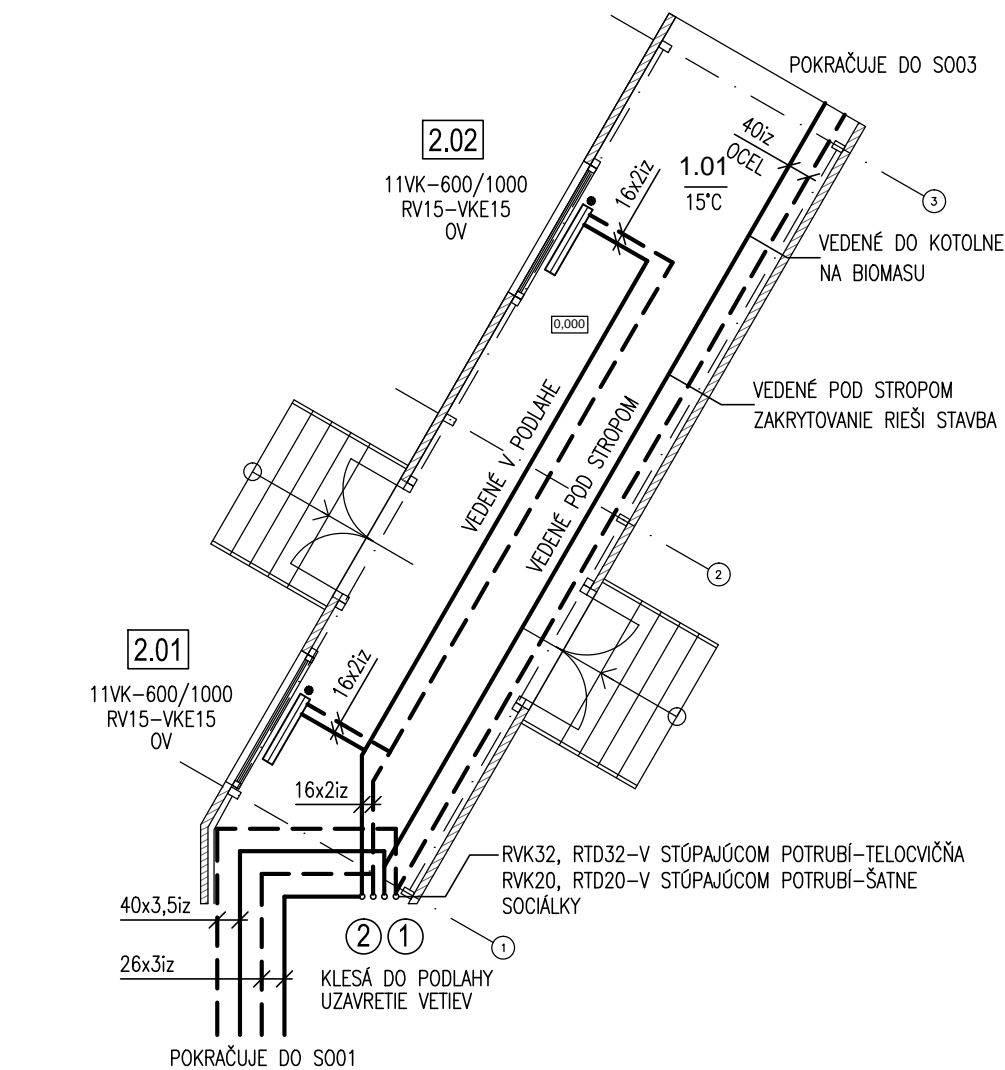 POKRAČUJE DO SO03
2.02
11VK-600/1000
RV15-VKE15
OV
16x2iz
40iz
OCEL
1.01
15°C
3
VEDENÉ DO KOTOLNE
NA BIOMASU
0,000
VEDENÉ V PODLAHE
VEDENÉ POD STROPOM
VEDENÉ POD STROPOM
ZAKRYTOVANIE RIEŠI STAVBA
2
2.01
11VK-600/1000
RV15-VKE15
OV
16x2iz
16x2iz
RVK32, RTD32-V STÚPAJÚCOM POTRUBÍ-TELOCVIČŇA
RVK20, RTD20-V STÚPAJÚCOM POTRUBÍ-ŠATNE
SOCIÁLKY
40x3,5iz
2 1
1
26x3iz
KLESÁ DO PODLAHY
UZAVRETIE VETIEV
POKRAČUJE DO SO01